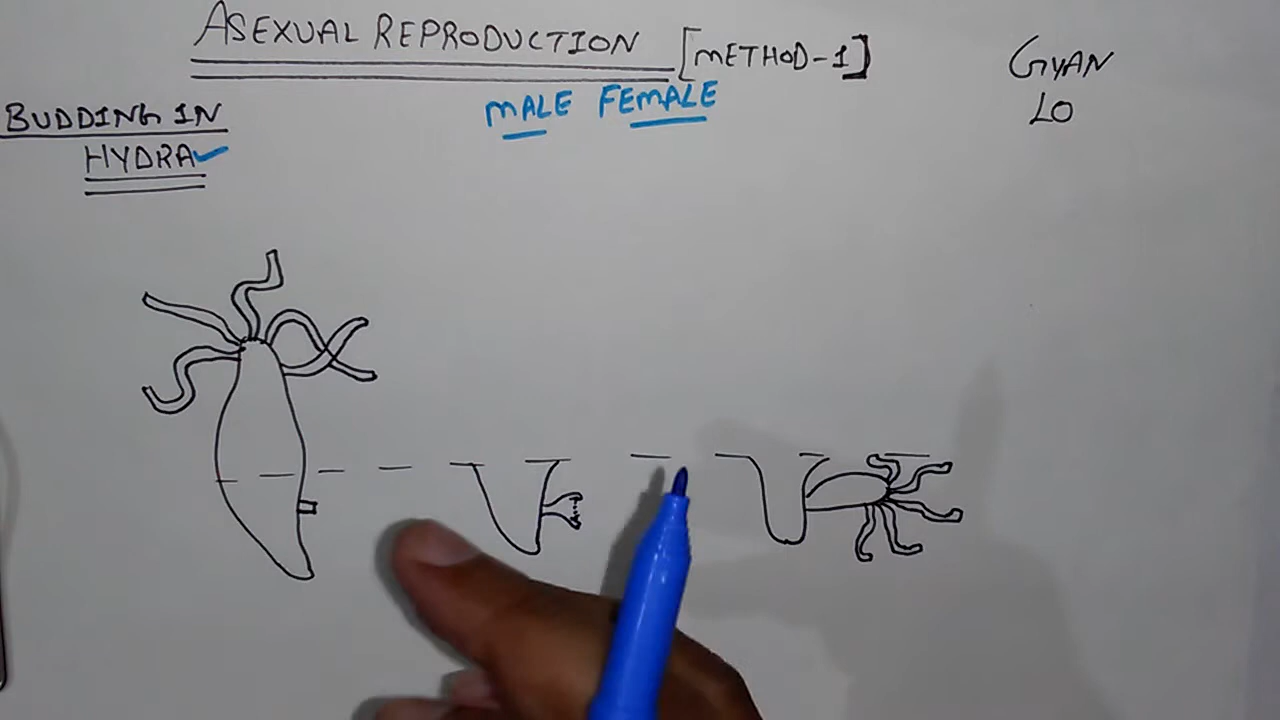 ASEXUAL REPRODUCTION [METHOD-1]
GYAN
LO
MALE FEMALE
BUDDING IN
HYDRA